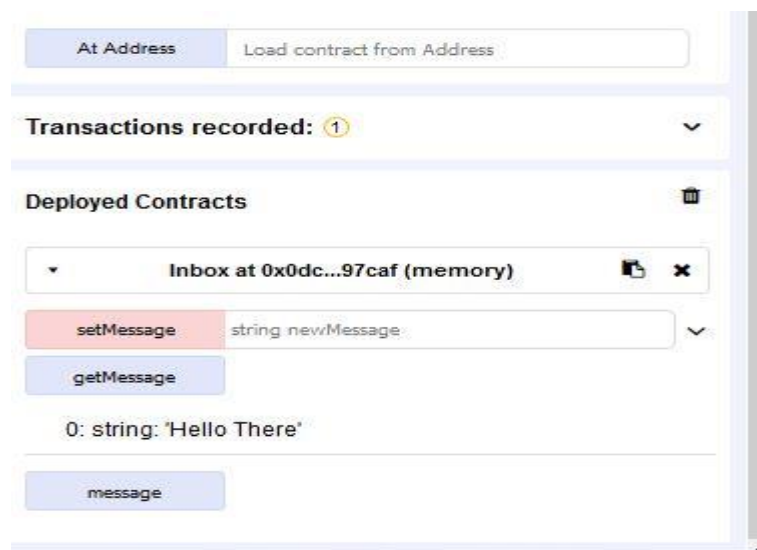 At Address Load contract from Address
Transactions recorded: 1
Deployed Contracts
Inbox at 0x0dc...97caf (memory)
setMessage string newMessage
getMessage
0: string: 'Hello There'
message